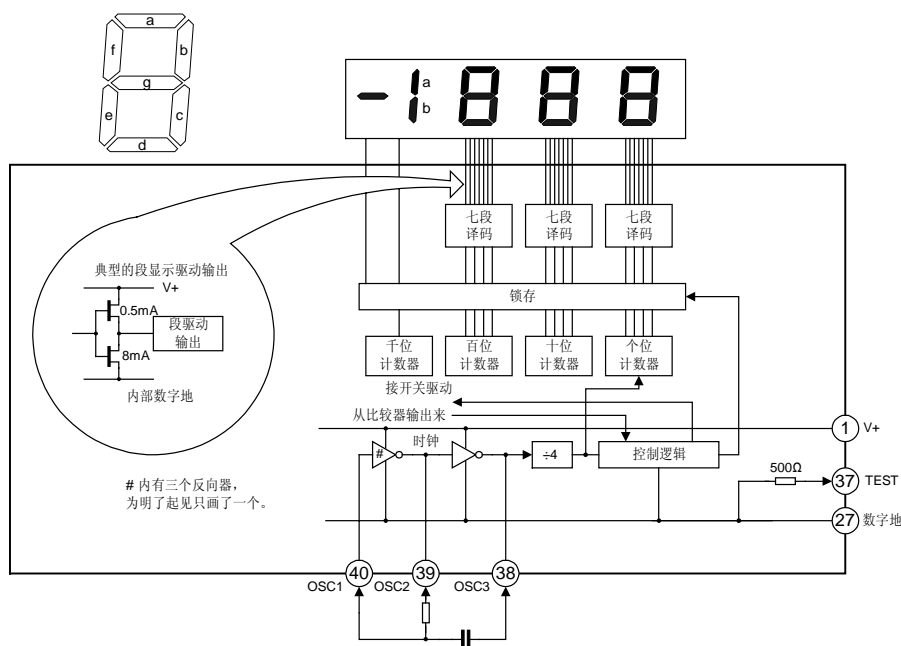 a
f
b
g
e
c
d
a
b
七段
译码
七段
译码
七段
译码
典型的段显示驱动输出
V+
0.5mA
段驱动
输出
8mA
内部数字地
锁存
千位
计数器
百位
计数器
十位
计数器
个位
计数器
接开关驱动
从比较器输出来
1 V+
时钟
#
÷4
控制逻辑
500Ω
37 TEST
27 数字地
# 内有三个反向器，
为明了起见只画了一个。
OSC1 40
OSC2 39
OSC3 38